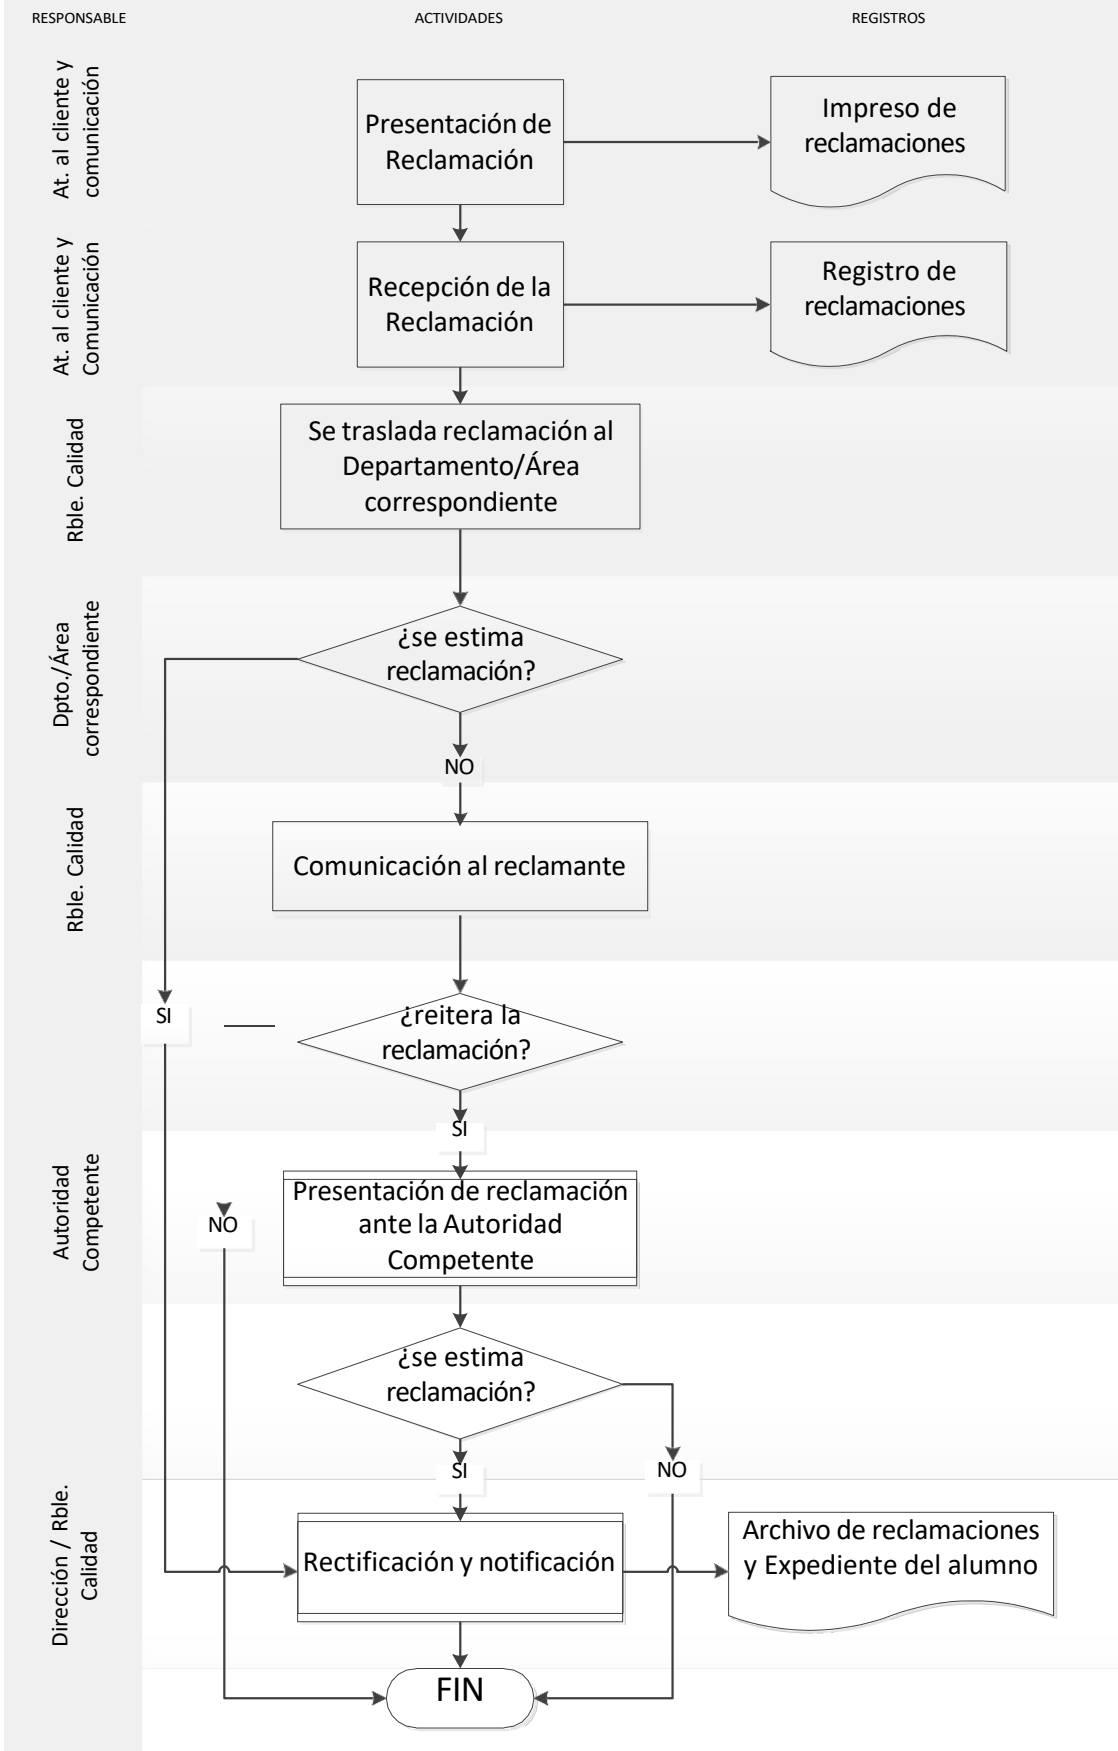 RESPONSABLE
ACTIVIDADES
REGISTROS
At. al cliente y
comunicación
Presentación de
Reclamación
Impreso de
reclamaciones
At. al cliente y
Comunicación
Recepción de la
Reclamación
Registro de
reclamaciones
Rble. Calidad
Se traslada reclamación al
Departamento/Área
correspondiente
Dpto./Área
correspondiente
¿se estima
reclamación?
NO
Rble. Calidad
Comunicación al reclamante
SI
¿reitera la
reclamación?
SI
Autoridad
Competente
NO
Presentación de reclamación
ante la Autoridad
Competente
¿se estima
reclamación?
SI
NO
Dirección / Rble.
Calidad
Rectificación y notificación
Archivo de reclamaciones
y Expediente del alumno
FIN